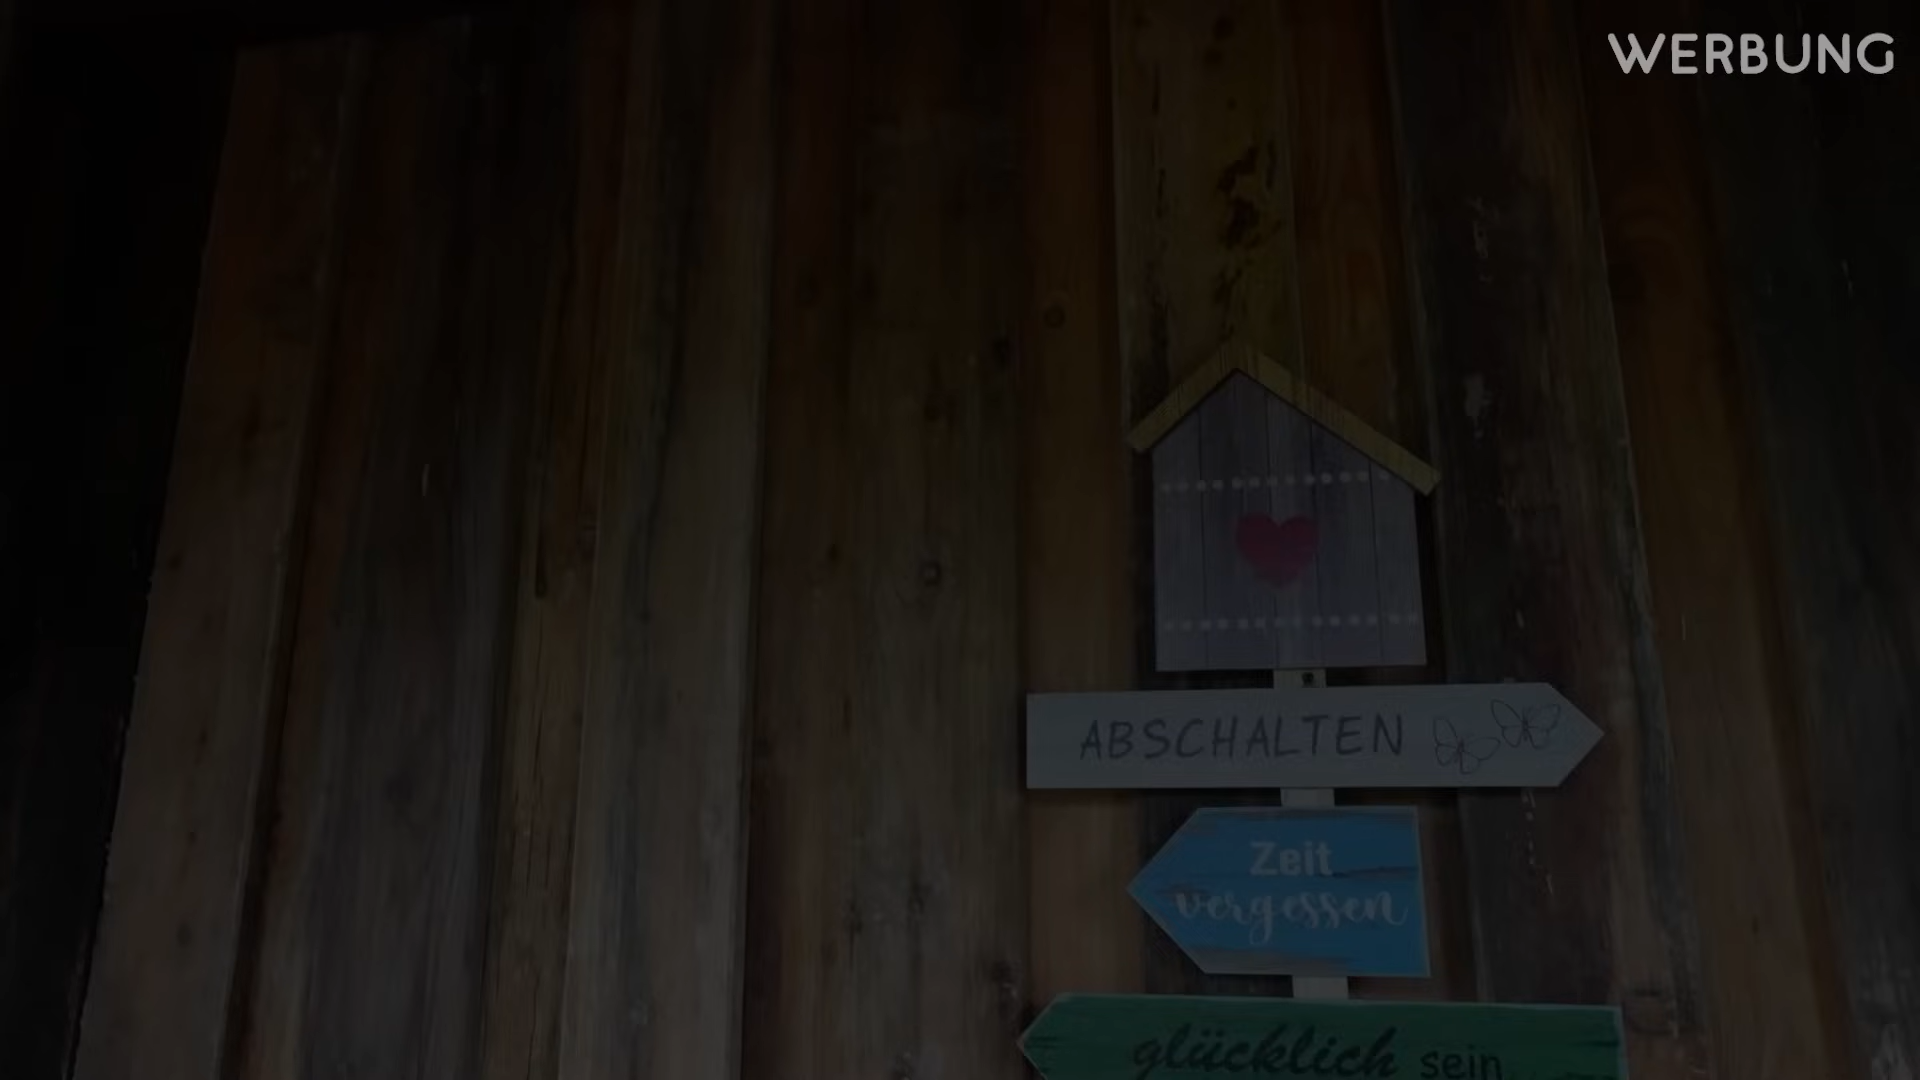 WERBUNG
ABSCHALTEN
Zeit
vergessen
glücklich sein